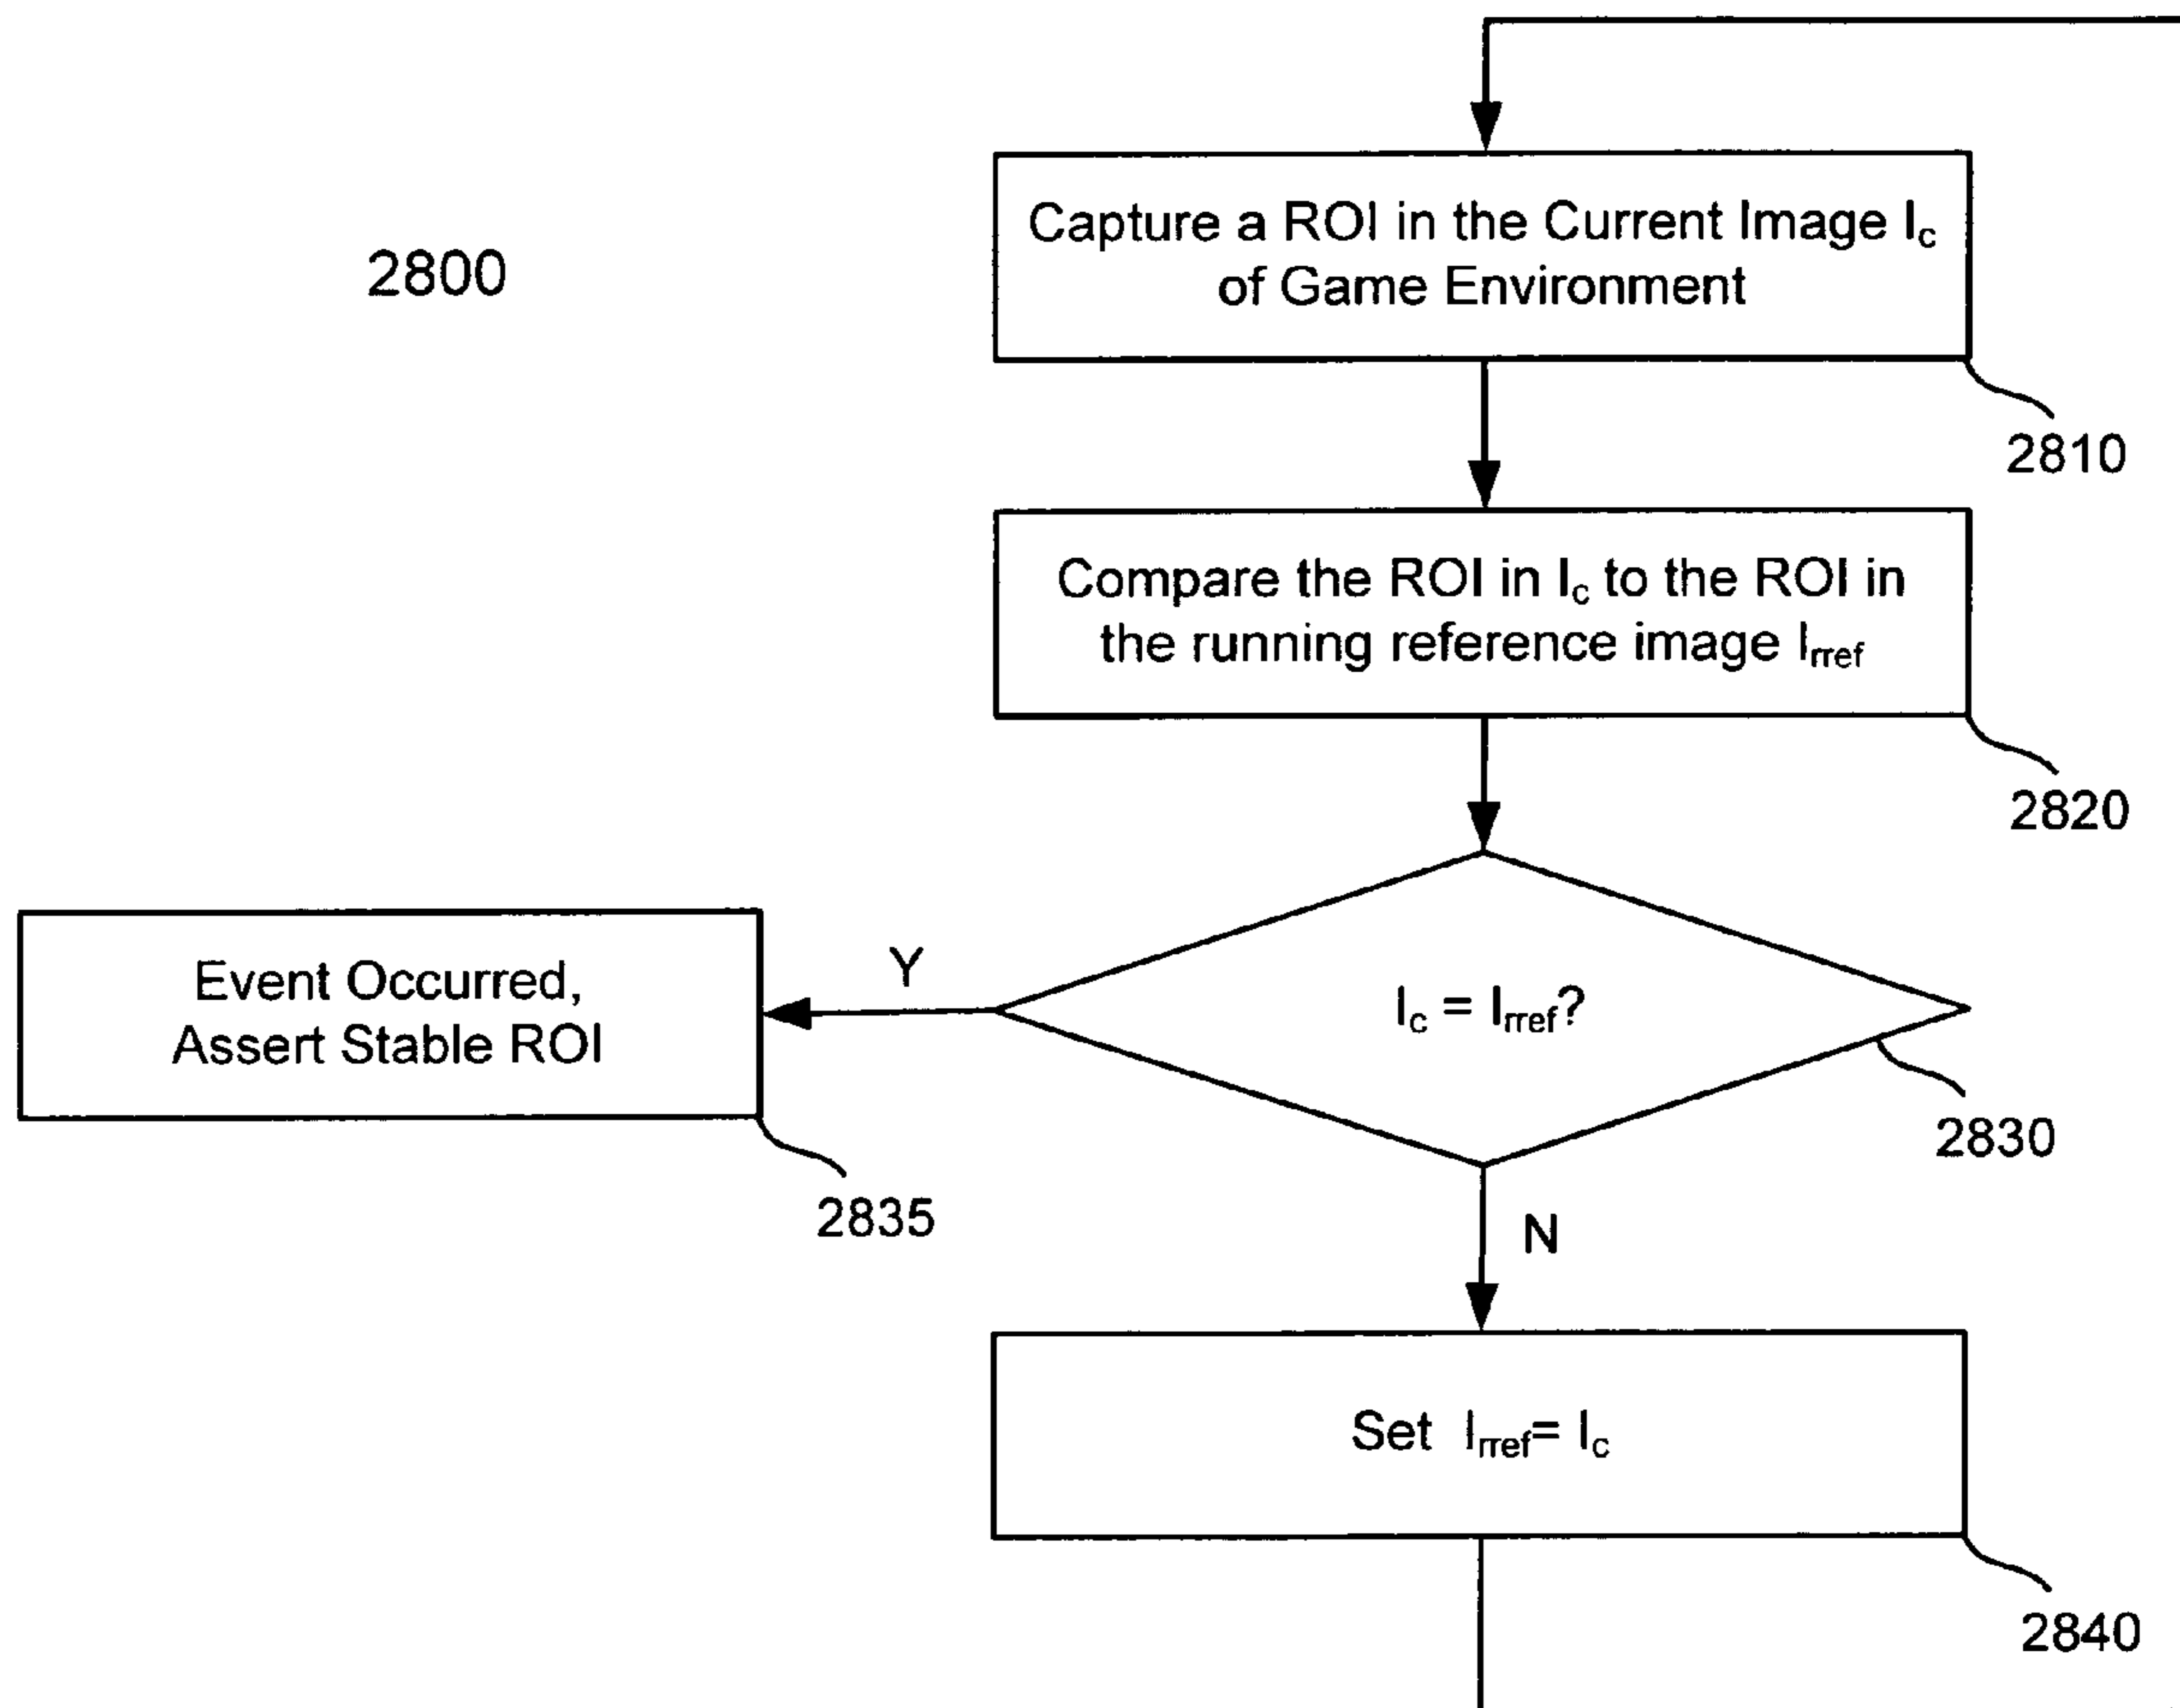 2800
Capture a ROI in the Current Image Ic
of Game Environment
2810
Compare the ROI in Ic to the ROI in
the running reference image Irref
2820
Ic = Irref?
2830
Y
Event Occurred,
Assert Stable ROI
2835
N
Set Irref= Ic
2840